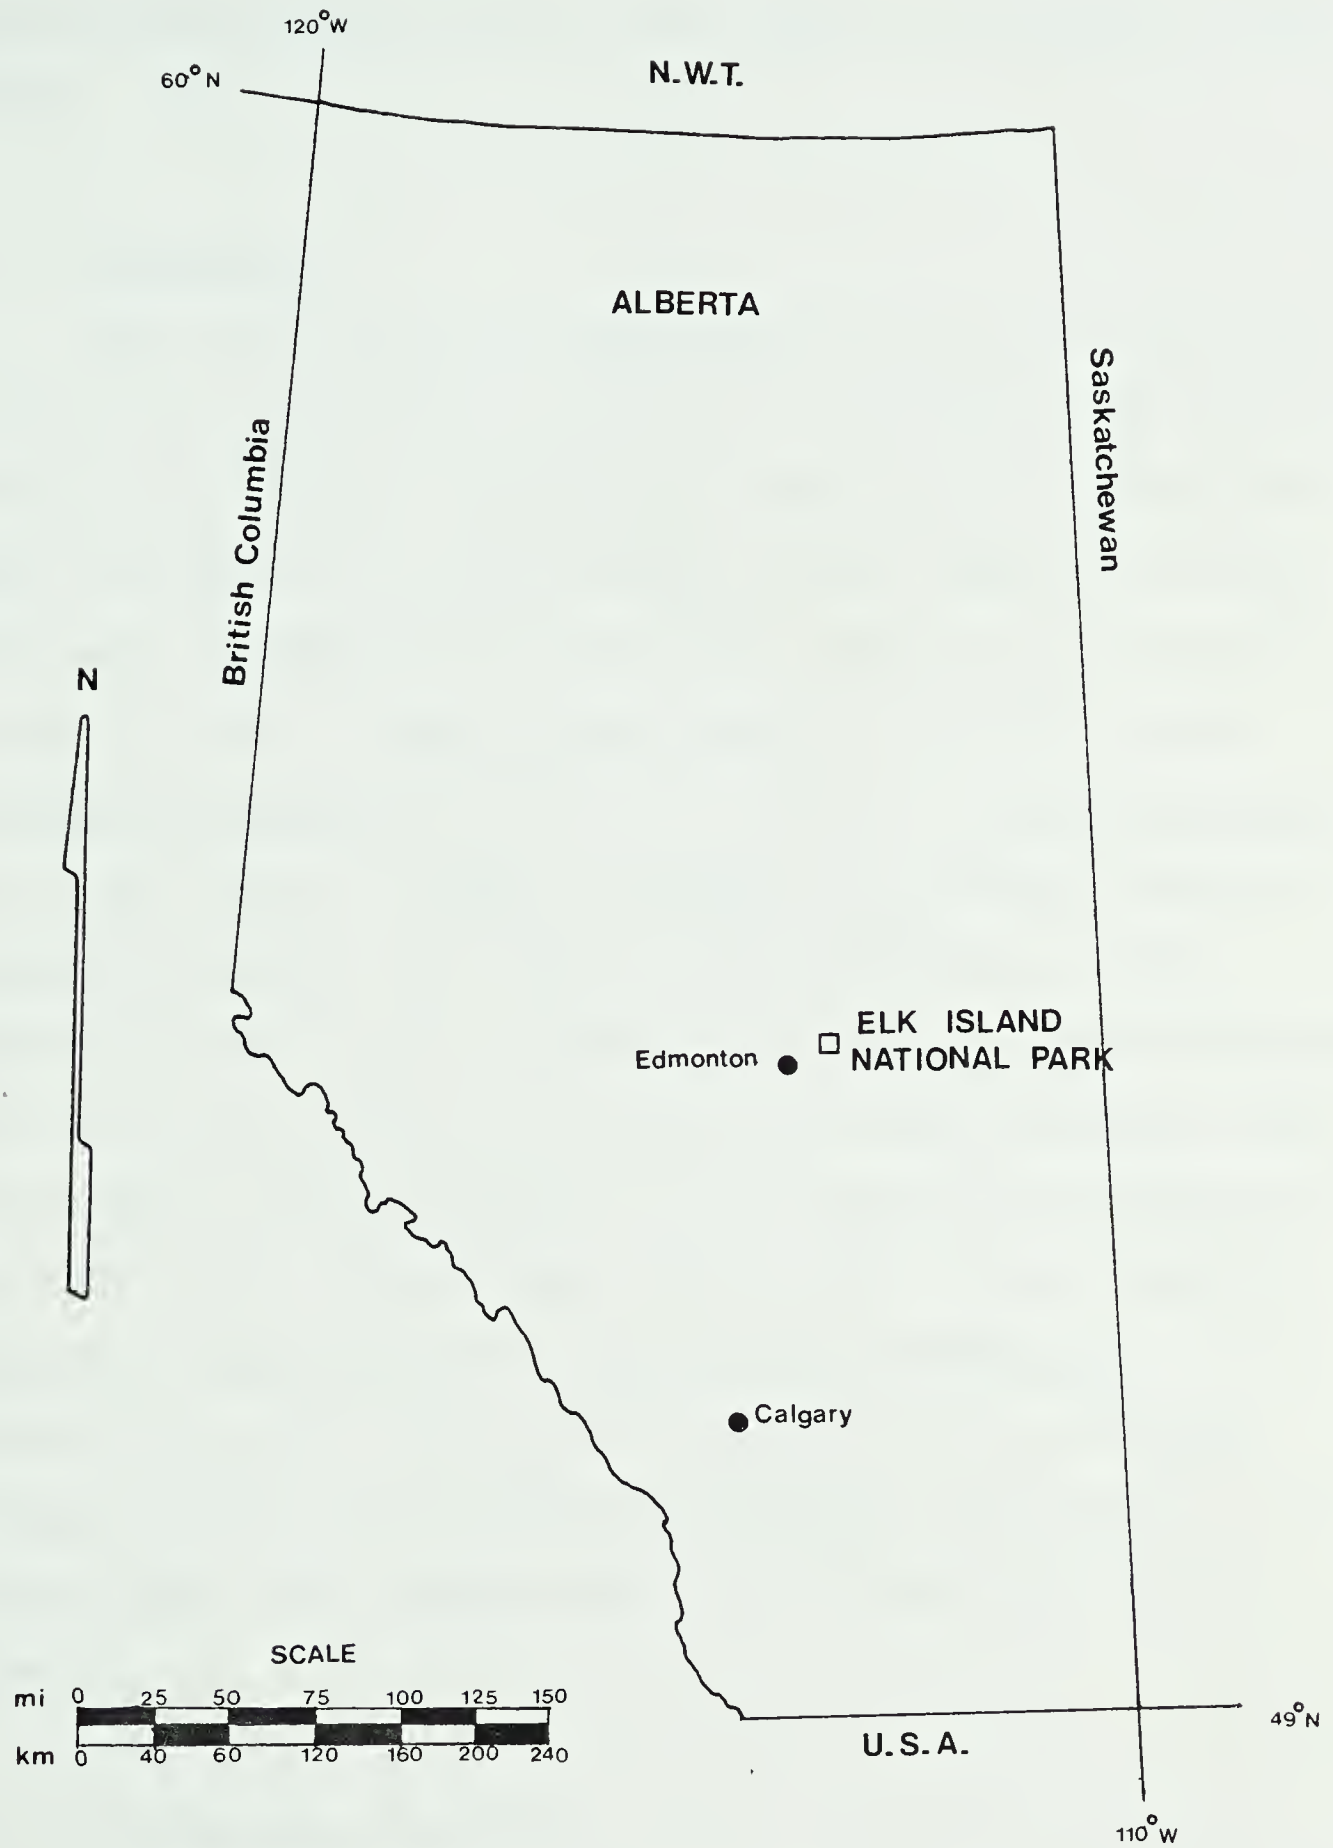 120°W
60°N
N.W.T.
ALBERTA
Saskatchewan
British Columbia
N
ELK ISLAND
NATIONAL PARK
Edmonton
Calgary
SCALE
mi 0 25 50 75 100 125 150
km 0 40 60 120 160 200 240
U.S.A.
49°N
110°W